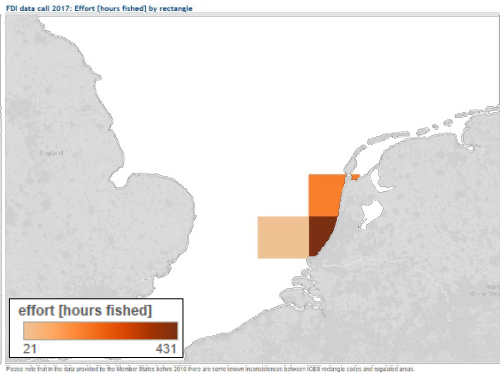 FDI data call 2017: Effort [hours fished] by rectangle
England
effort [hours fished]
21 431
Please note that in the data provided by the Member States before 2016 there are some known inconsistences between ICES rectangle codes and regulated areas.